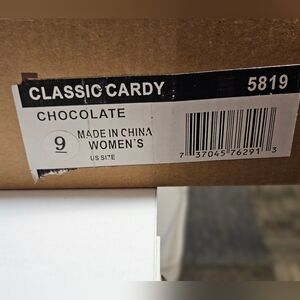 CLASSIC CARDY 5819
CHOCOLATE
9 MADE IN CHINA
WOMEN'S
US SIZE
7 37045 76291 3